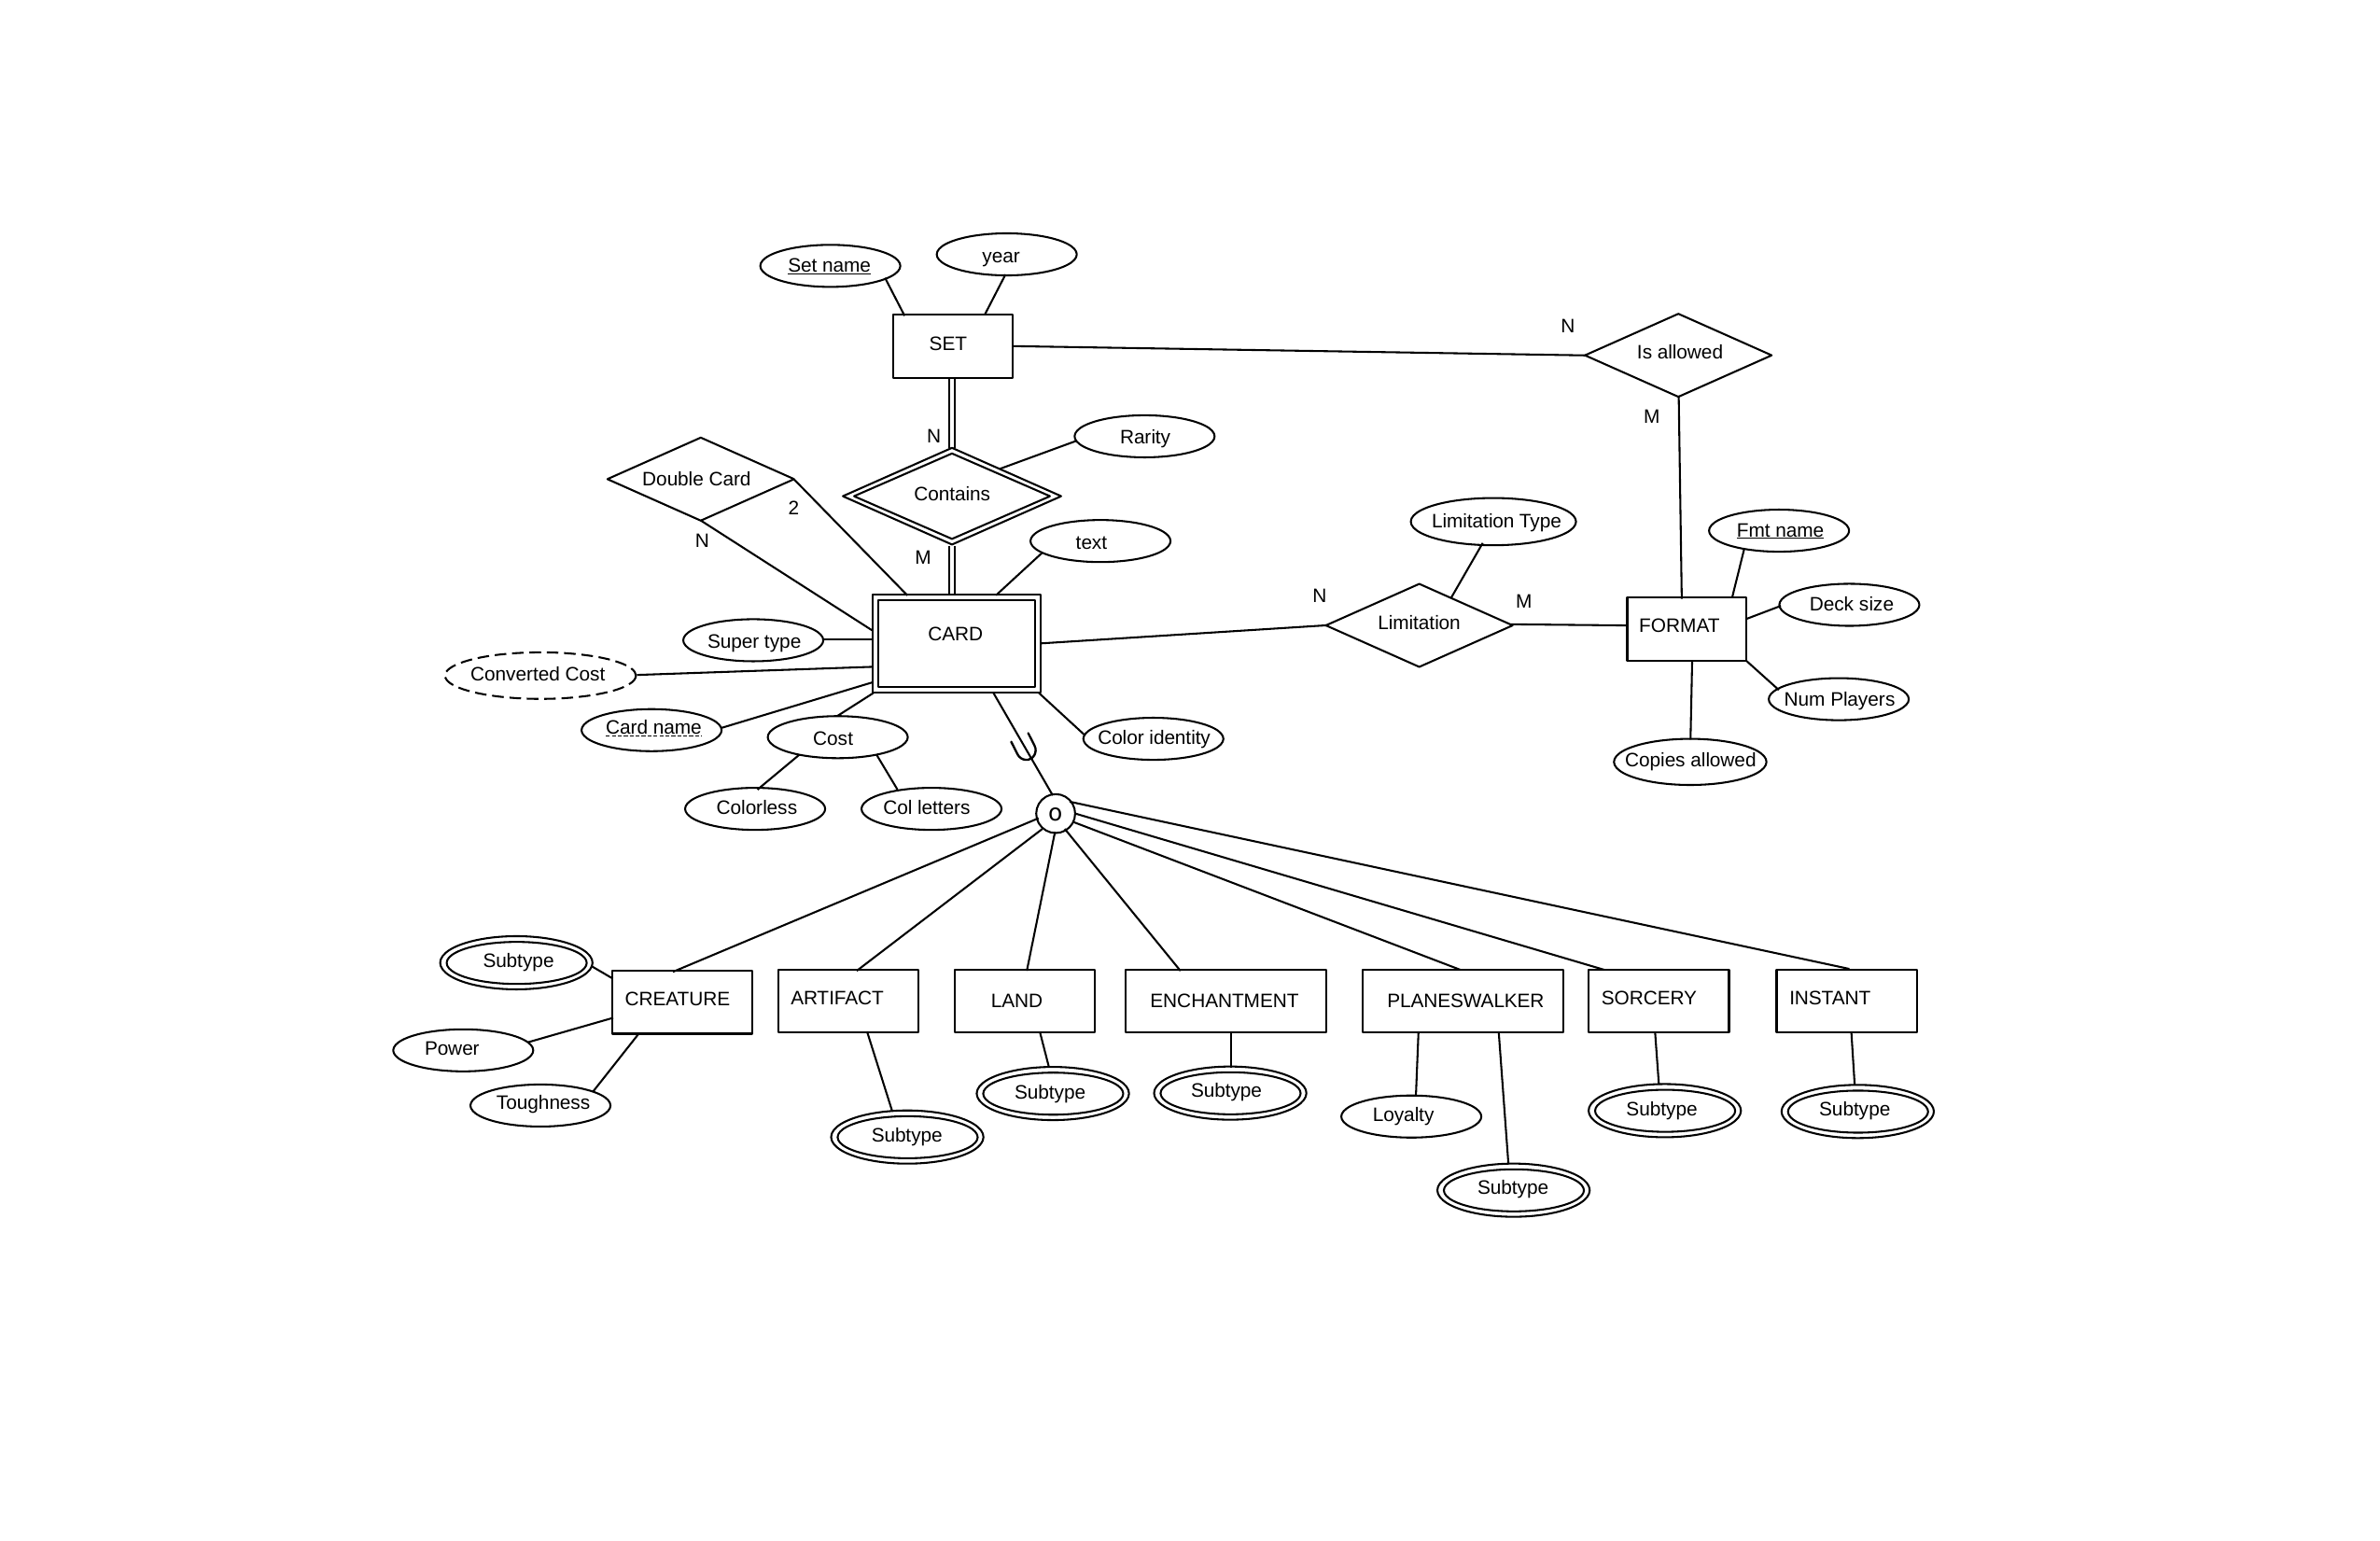 Set name
year
SET
N
Is allowed
M
Rarity
N
Double Card
Contains
2
N
M
text
Limitation Type
Fmt name
N
M
Deck size
Limitation
FORMAT
CARD
Super type
Converted Cost
Card name
Cost
Color identity
Num Players
Copies allowed
Colorless
Col letters
O
Subtype
CREATURE
ARTIFACT
LAND
ENCHANTMENT
PLANESWALKER
SORCERY
INSTANT
Power
Toughness
Subtype
Subtype
Subtype
Loyalty
Subtype
Subtype
Subtype